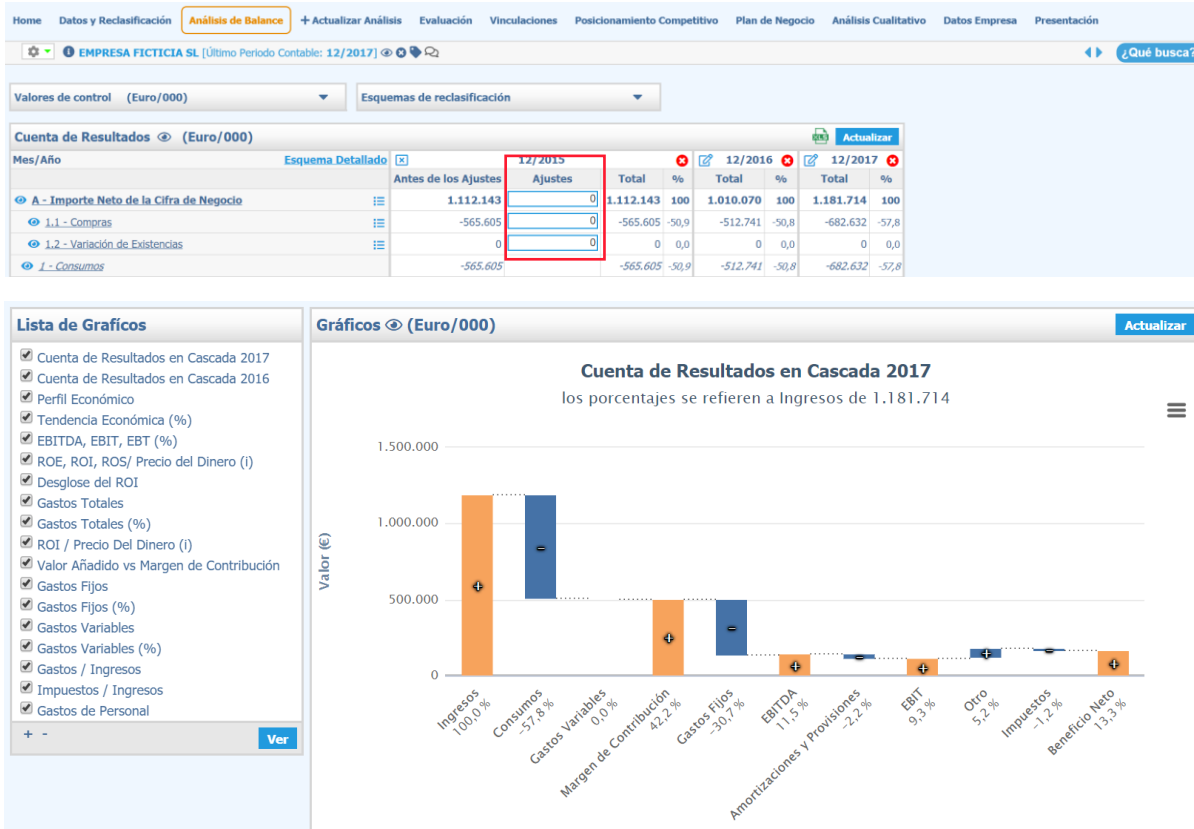 Home Datos y Reclasificación Análisis de Balance + Actualizar Análisis Evaluación Vinculaciones Posicionamiento Competitivo Plan de Negocio Análisis Cualitativo Datos Empresa Presentación
EMPRESA FICTICIA SL [Último Periodo Contable: 12/2017] ¿Qué busca?
Valores de control (Euro/000) Esquemas de reclasificación
Cuenta de Resultados (Euro/000) Actualizar
Mes/Año Esquema Detallado 12/2015 12/2016 12/2017
Antes de los Ajustes Ajustes Total % Total % Total %
A - Importe Neto de la Cifra de Negocio 1.112.143 0 1.112.143 100 1.010.070 100 1.181.714 100
1.1 - Compras -565.605 0 -565.605 -50,9 -512.741 -50,8 -682.632 -57,8
1.2 - Variación de Existencias 0 0 0 0,0 0 0,0 0 0,0
1 - Consumos -565.605 -565.605 -50,9 -512.741 -50,8 -682.632 -57,8
Lista de Grafícos
Cuenta de Resultados en Cascada 2017
Cuenta de Resultados en Cascada 2016
Perfil Económico
Tendencia Económica (%)
EBITDA, EBIT, EBT (%)
ROE, ROI, ROS/ Precio del Dinero (i)
Desglose del ROI
Gastos Totales
Gastos Totales (%)
ROI / Precio Del Dinero (i)
Valor Añadido vs Margen de Contribución
Gastos Fijos
Gastos Fijos (%)
Gastos Variables
Gastos Variables (%)
Gastos / Ingresos
Impuestos / Ingresos
Gastos de Personal
+ - Ver
Gráficos (Euro/000) Actualizar
Cuenta de Resultados en Cascada 2017
los porcentajes se refieren a Ingresos de 1.181.714
Valor (€)
1.500.000
1.000.000
500.000
0
Ingresos
100,0 %
Consumos
-57,8 %
Gastos Variables
0,0 %
Margen de Contribución
42,2 %
Gastos Fijos
-30,7 %
EBITDA
11,5 %
Amortizaciones y Provisiones
-2,2 %
EBIT
9,3 %
Otro
5,2 %
Impuestos
-1,2 %
Beneficio Neto
13,3 %